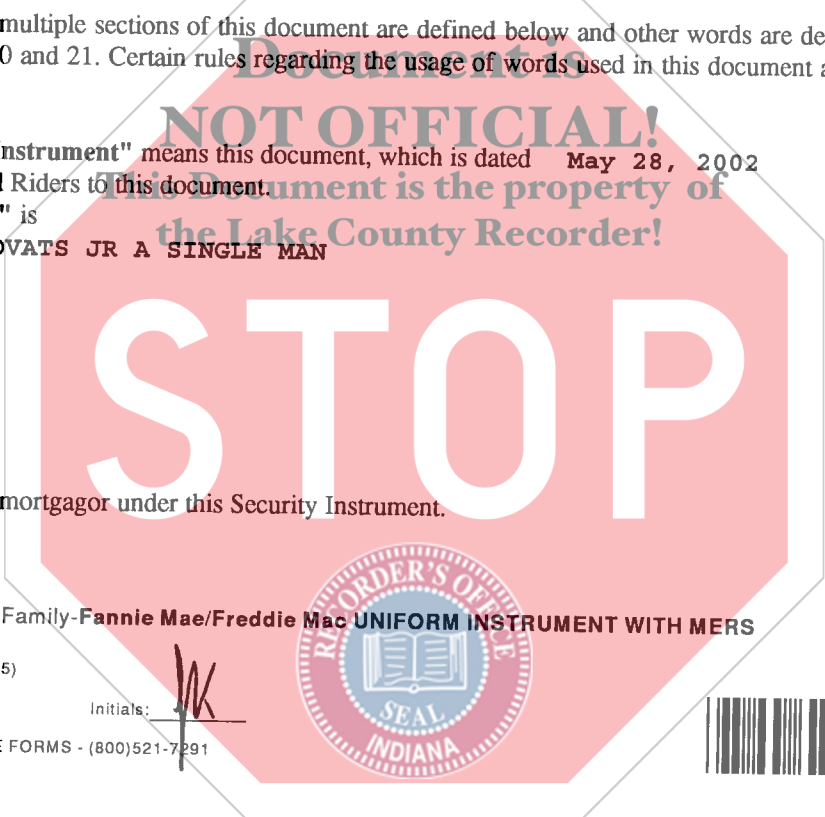 multiple sections of this document are defined below and other words are de
0 and 21. Certain rules regarding the usage of words used in this document a
Document is
NOT OFFICIAL!
nstrument" means this document, which is dated May 28, 2002
Riders to this document.
This Document is the property of
" is
the Lake County Recorder!
OVATS JR A SINGLE MAN
STOP
mortgagor under this Security Instrument.
RECORDER'S OFFICE
SEAL
INDIANA
Family-Fannie Mae/Freddie Mac UNIFORM INSTRUMENT WITH MERS
5)
Initials: JK
E FORMS - (800)521-7291